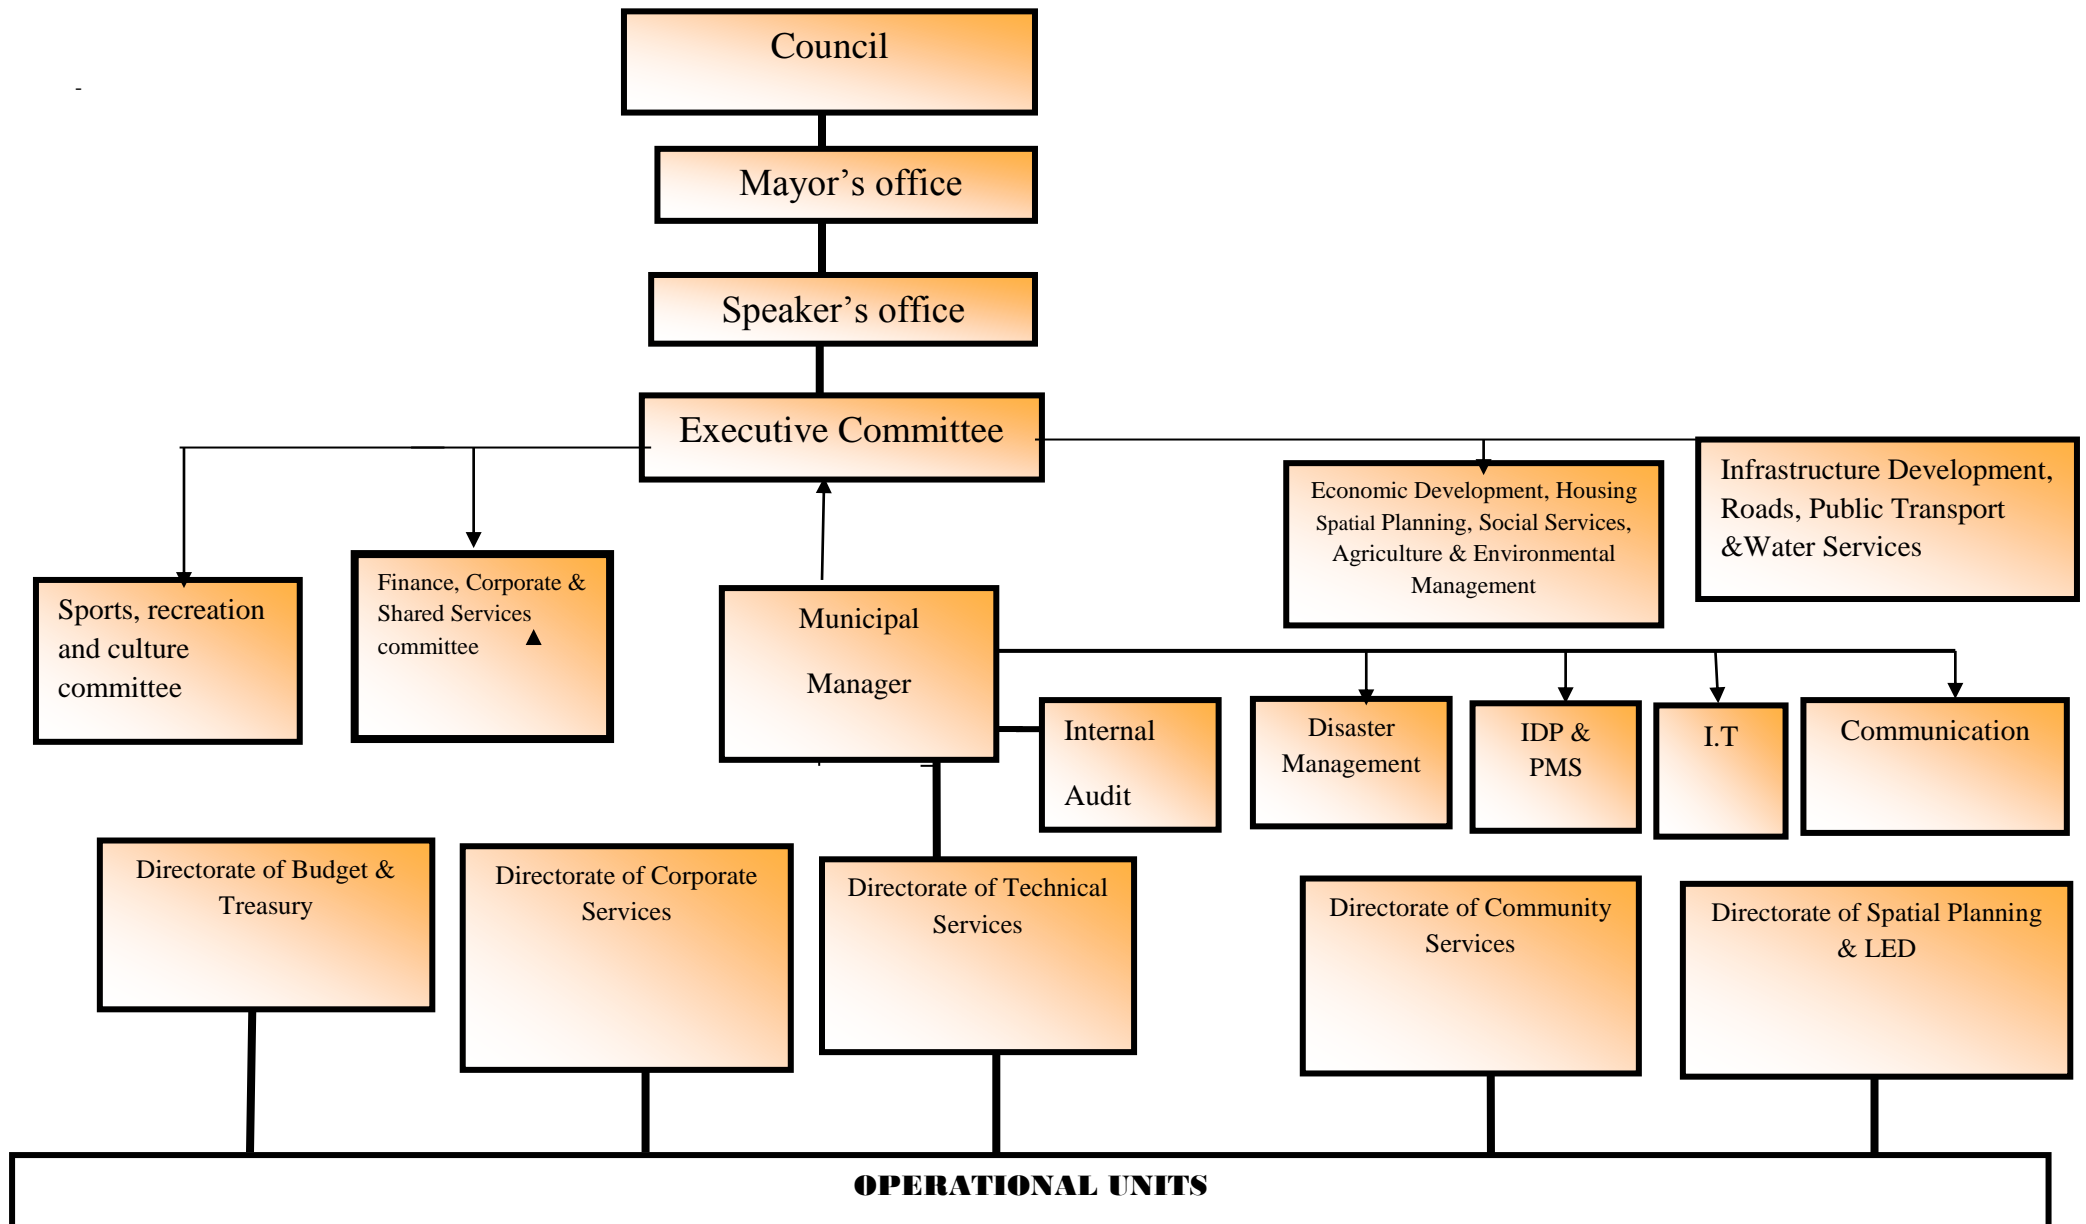 Council
-
Mayor’s office
Speaker’s office
Executive Committee
Infrastructure Development,
Roads, Public Transport
&Water Services
Economic Development, Housing
Spatial Planning, Social Services,
Agriculture & Environmental
Management
Sports, recreation
and culture
committee
Finance, Corporate &
Shared Services
committee
Municipal
Manager
Internal
Audit
Disaster
Management
IDP &
PMS
I.T
Communication
Directorate of Budget &
Treasury
Directorate of Corporate
Services
Directorate of Technical
Services
Directorate of Community
Services
Directorate of Spatial Planning
& LED
OPERATIONAL UNITS